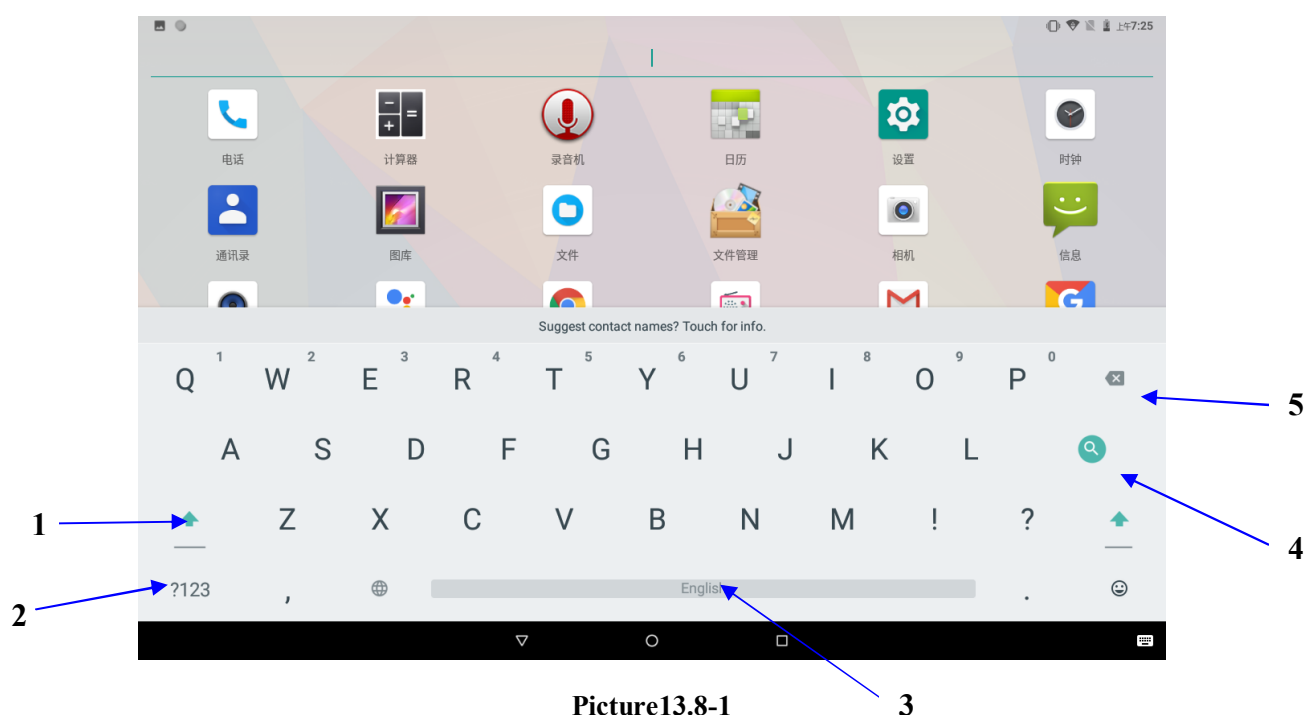 上午7:25
电话 计算器 录音机 日历 设置 时钟
通讯录 图库 文件 文件管理 相机 信息
Suggest contact names? Touch for info.
1 2 3 4 5 6 7 8 9 0
Q W E R T Y U I O P
5
A S D F G H J K L
1 Z X C V B N M ! ?
4
?123 , English .
2
Picture13.8-1 3